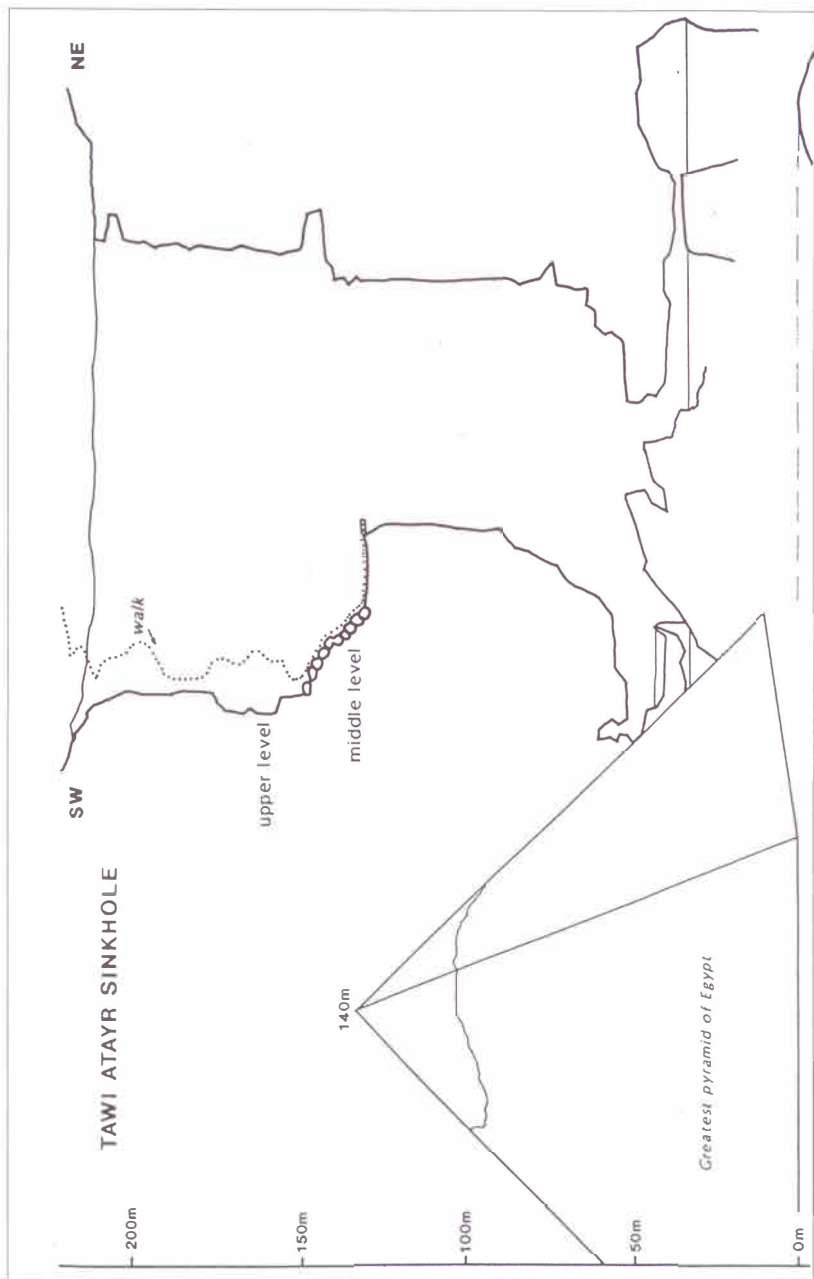 TAWI ATAYR SINKHOLE
SW
NE
walk
upper level
middle level
140m
Greatest pyramid of Egypt
200m
150m
100m
50m
0m